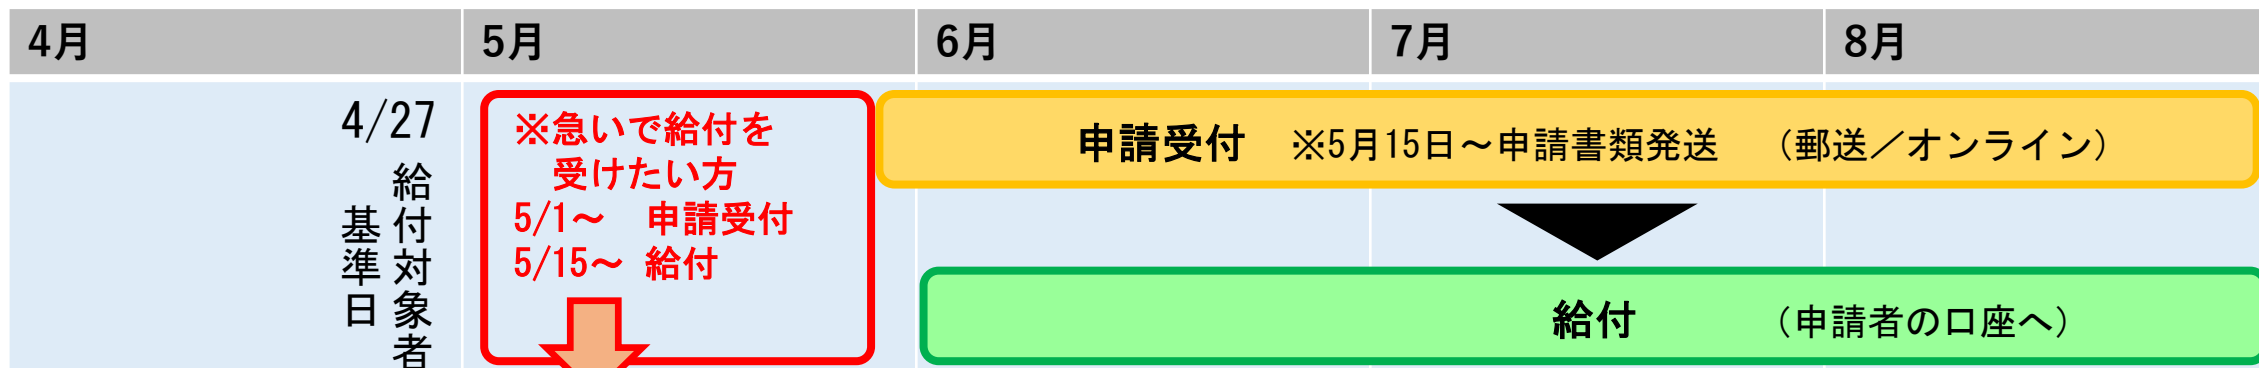 4月
5月
6月
7月
8月
4/27
給付対象者
基準日
※急いで給付を
受けたい方
5/1～　申請受付
5/15～ 給付
申請受付　※5月15日～申請書類発送　（郵送／オンライン）
給付　（申請者の口座へ）